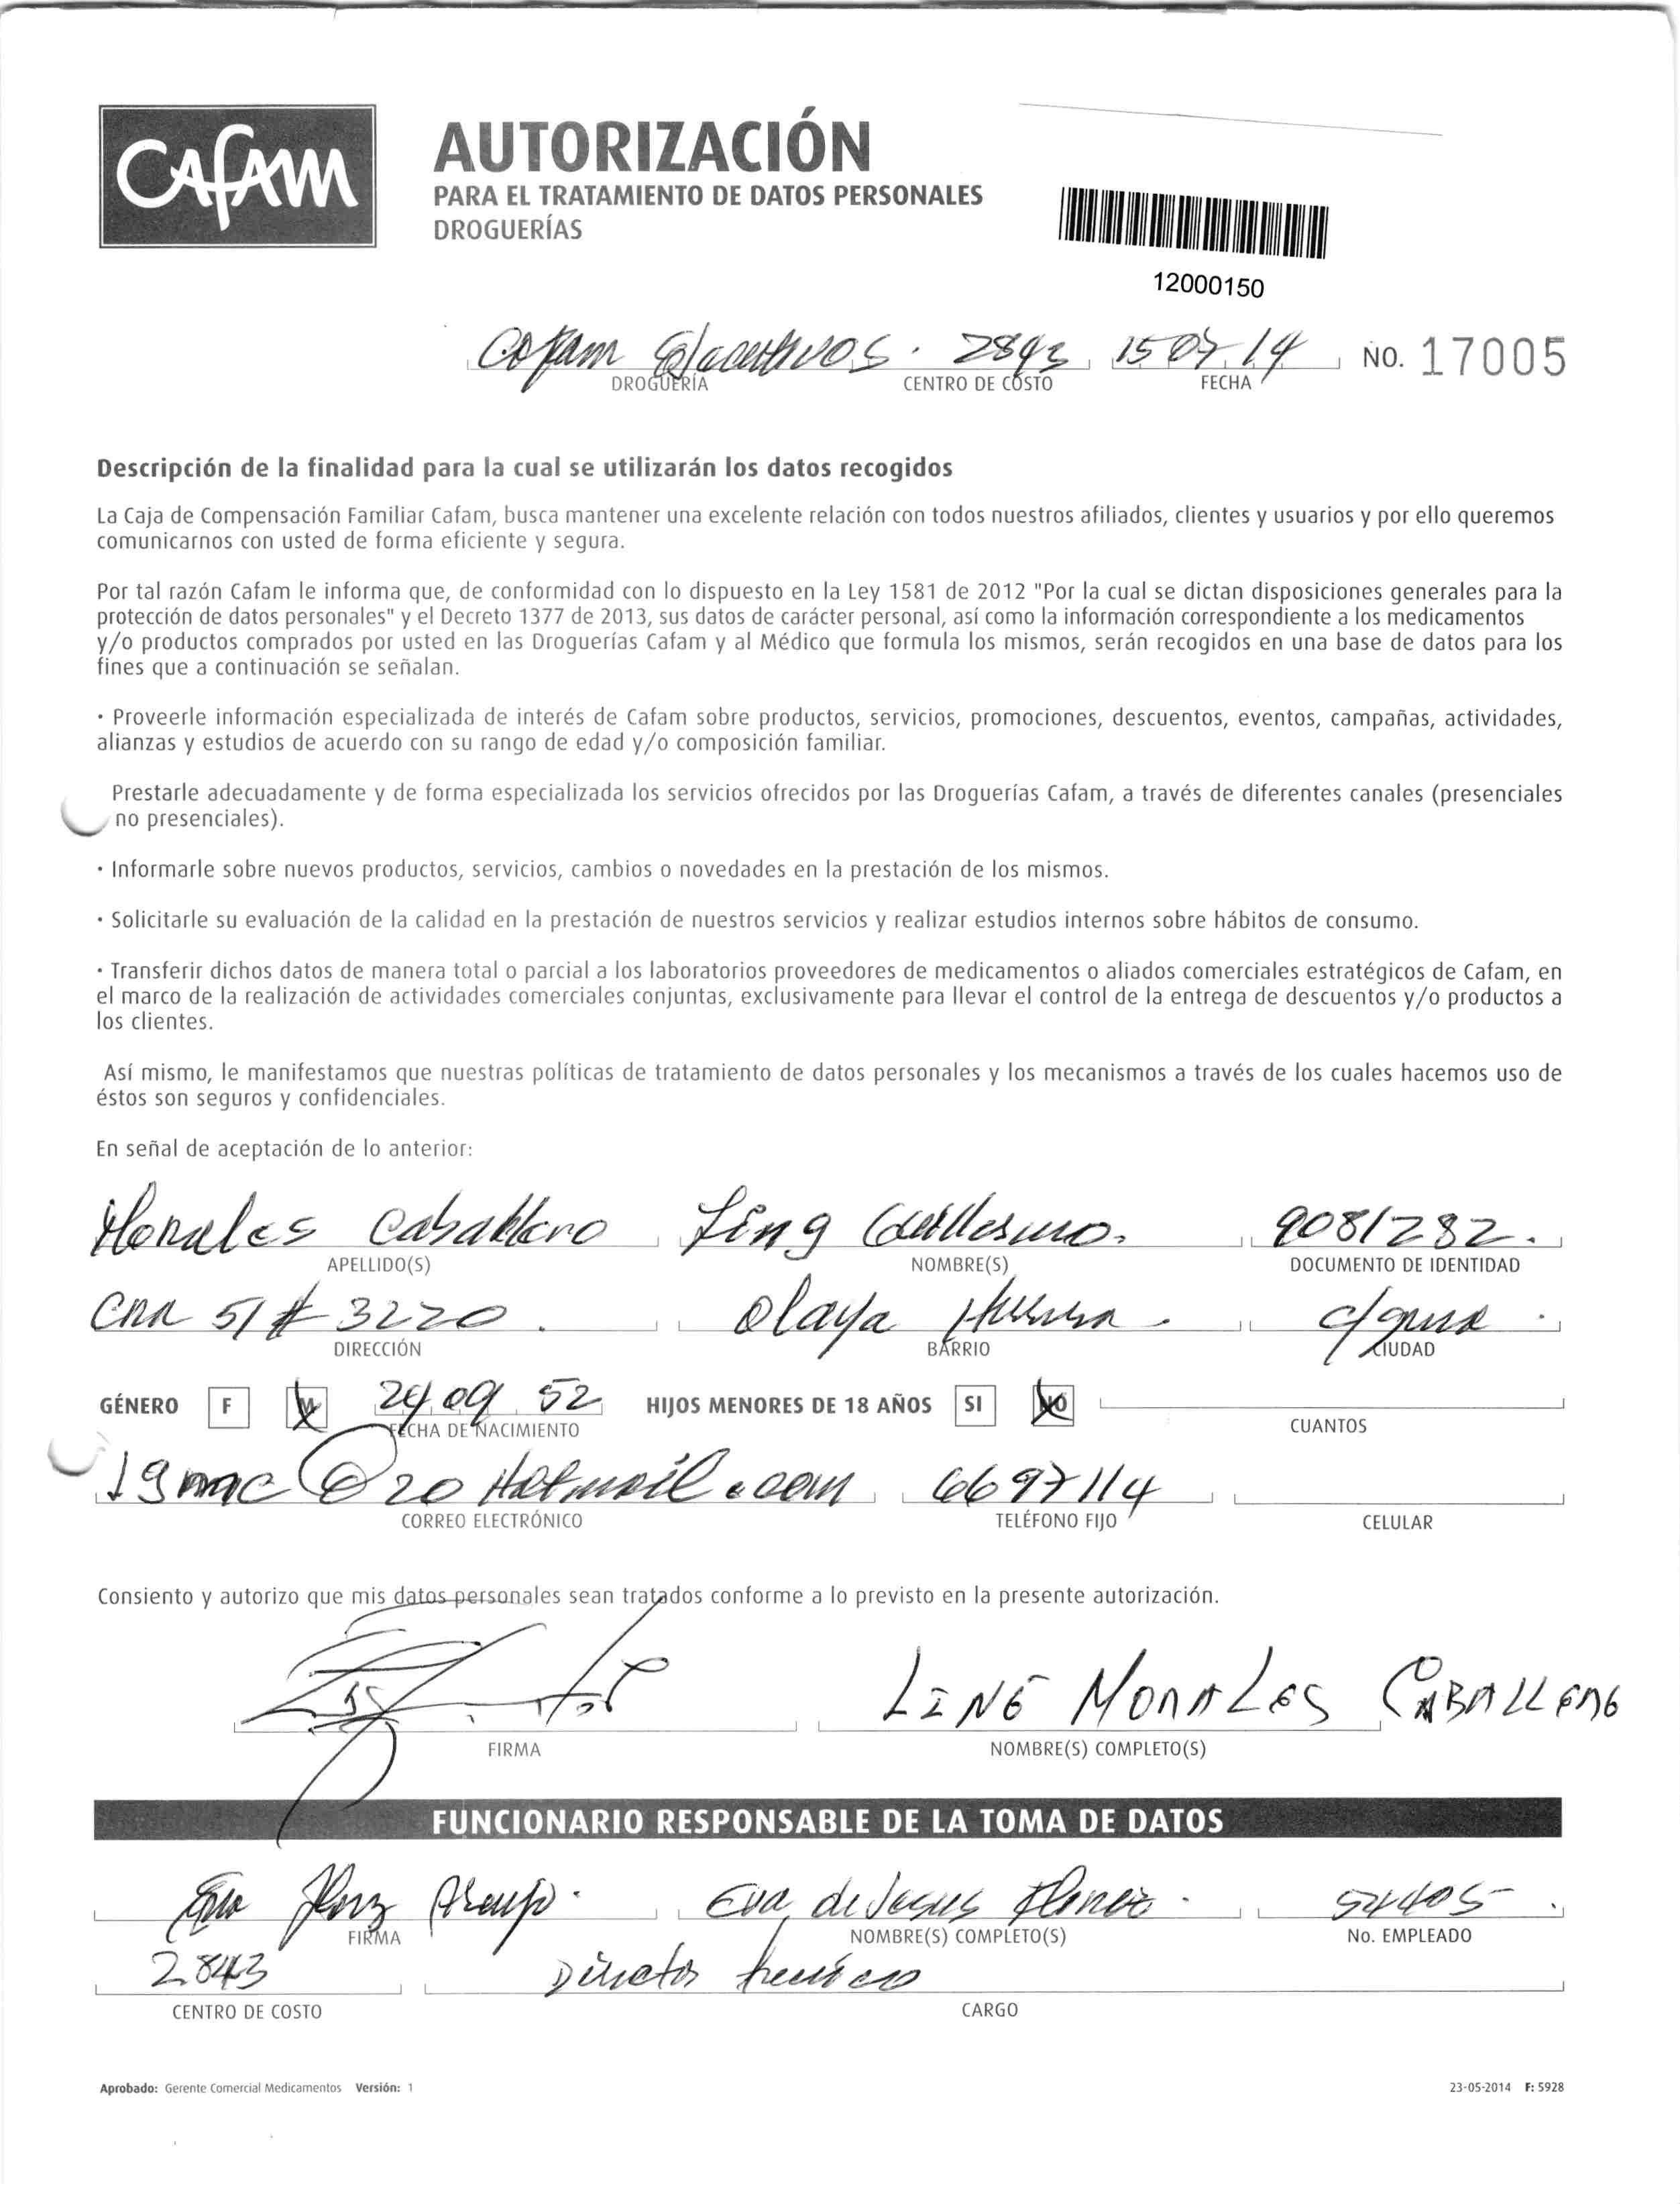 CAFAM
AUTORIZACIÓN
PARA EL TRATAMIENTO DE DATOS PERSONALES
DROGUERÍAS
12000150
Cafam 2843 15 07 14 NO. 17005
DROGUERÍA CENTRO DE COSTO FECHA
Descripción de la finalidad para la cual se utilizarán los datos recogidos
La Caja de Compensación Familiar Cafam, busca mantener una excelente relación con todos nuestros afiliados, clientes y usuarios y por ello queremos
comunicarnos con usted de forma eficiente y segura.
Por tal razón Cafam le informa que, de conformidad con lo dispuesto en la Ley 1581 de 2012 "Por la cual se dictan disposiciones generales para la
protección de datos personales" y el Decreto 1377 de 2013, sus datos de carácter personal, así como la información correspondiente a los medicamentos
y/o productos comprados por usted en las Droguerías Cafam y al Médico que formula los mismos, serán recogidos en una base de datos para los
fines que a continuación se señalan.
· Proveerle información especializada de interés de Cafam sobre productos, servicios, promociones, descuentos, eventos, campañas, actividades,
alianzas y estudios de acuerdo con su rango de edad y/o composición familiar.
Prestarle adecuadamente y de forma especializada los servicios ofrecidos por las Droguerías Cafam, a través de diferentes canales (presenciales
no presenciales).
· Informarle sobre nuevos productos, servicios, cambios o novedades en la prestación de los mismos.
· Solicitarle su evaluación de la calidad en la prestación de nuestros servicios y realizar estudios internos sobre hábitos de consumo.
· Transferir dichos datos de manera total o parcial a los laboratorios proveedores de medicamentos o aliados comerciales estratégicos de Cafam, en
el marco de la realización de actividades comerciales conjuntas, exclusivamente para llevar el control de la entrega de descuentos y/o productos a
los clientes.
Así mismo, le manifestamos que nuestras políticas de tratamiento de datos personales y los mecanismos a través de los cuales hacemos uso de
éstos son seguros y confidenciales.
En señal de aceptación de lo anterior:
Morales Caballero Ling Guillermo. 9081282.
APELLIDO(S) NOMBRE(S) DOCUMENTO DE IDENTIDAD
Cra 51 # 3220. Olaya Herrera. c/gena.
DIRECCIÓN BARRIO CIUDAD
GÉNERO F M 24 09 52 HIJOS MENORES DE 18 AÑOS SI NO
FECHA DE NACIMIENTO CUANTOS
lgmac@20 Hotmail.com 6697114
CORREO ELECTRÓNICO TELÉFONO FIJO CELULAR
Consiento y autorizo que mis datos personales sean tratados conforme a lo previsto en la presente autorización.
LING MORALES CABALLERO
FIRMA NOMBRE(S) COMPLETO(S)
FUNCIONARIO RESPONSABLE DE LA TOMA DE DATOS
Eva Araujo. Eva de Jesus 54405.
FIRMA NOMBRE(S) COMPLETO(S) No. EMPLEADO
2843 Director tecnico
CENTRO DE COSTO CARGO
Aprobado: Gerente Comercial Medicamentos Versión: 1 23-05-2014 F: 5928